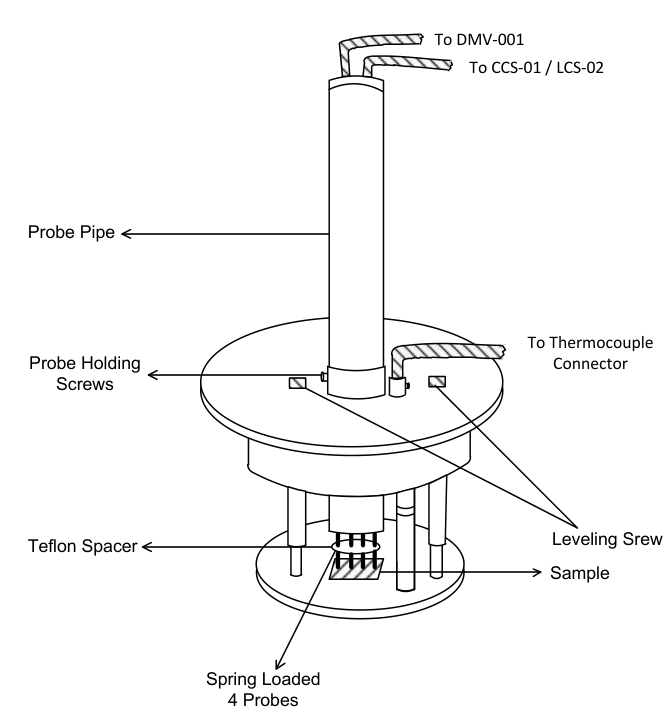 To DMV-001
To CCS-01 / LCS-02
Probe Pipe
To Thermocouple
Connector
Probe Holding
Screws
Leveling Srew
Teflon Spacer
Sample
Spring Loaded
4 Probes